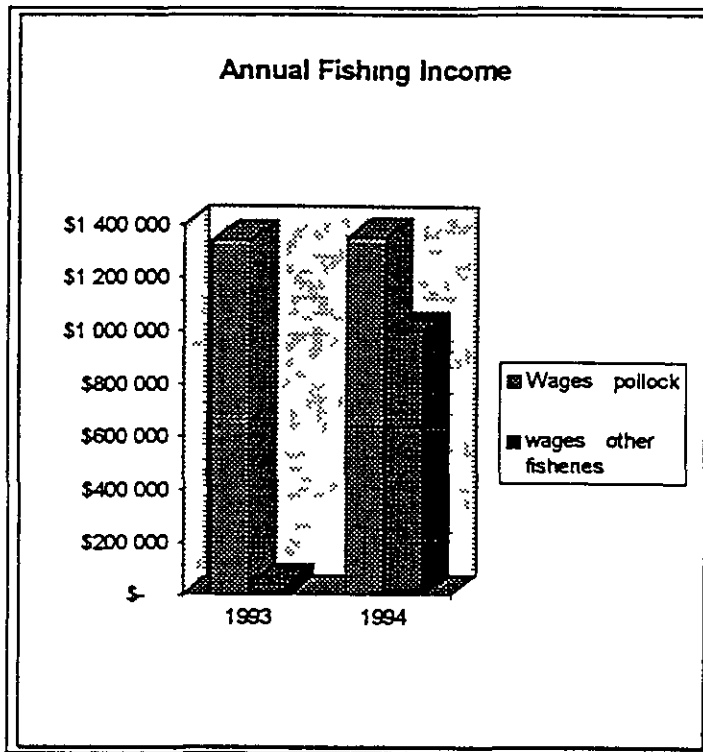 Annual Fishing Income
$1 400 000
$1 200 000
$1 000 000
$800 000
$600 000
$400 000
$200 000
$-
1993
1994
Wages pollock
wages other
fisheries